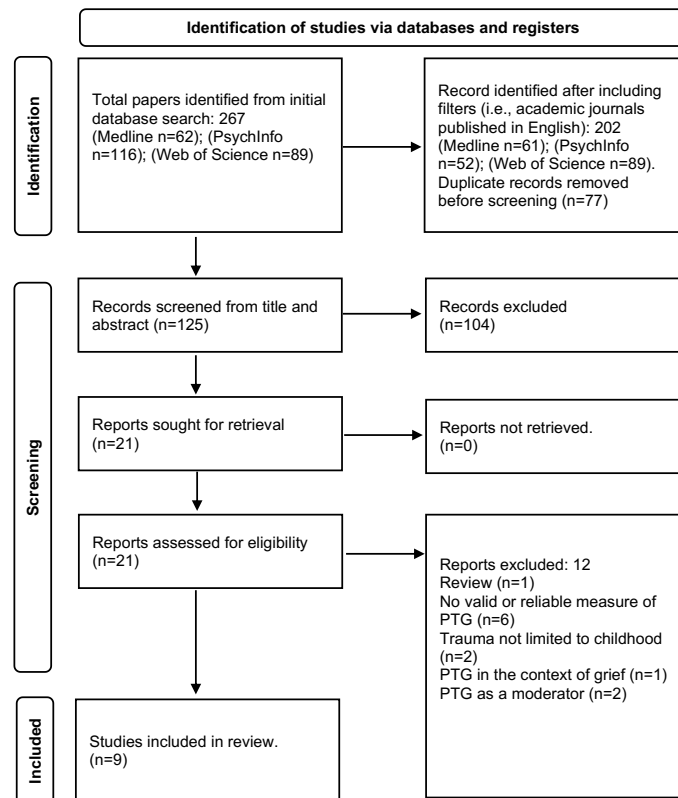 Identification of studies via databases and registers
Identification
Total papers identified from initial
database search: 267
(Medline n=62); (PsychInfo
n=116); (Web of Science n=89)
Record identified after including
filters (i.e., academic journals
published in English): 202
(Medline n=61); (PsychInfo
n=52); (Web of Science n=89).
Duplicate records removed
before screening (n=77)
Screening
Records screened from title and
abstract (n=125)
Records excluded
(n=104)
Reports sought for retrieval
(n=21)
Reports not retrieved.
(n=0)
Reports assessed for eligibility
(n=21)
Reports excluded: 12
Review (n=1)
No valid or reliable measure of
PTG (n=6)
Trauma not limited to childhood
(n=2)
PTG in the context of grief (n=1)
PTG as a moderator (n=2)
Included
Studies included in review.
(n=9)